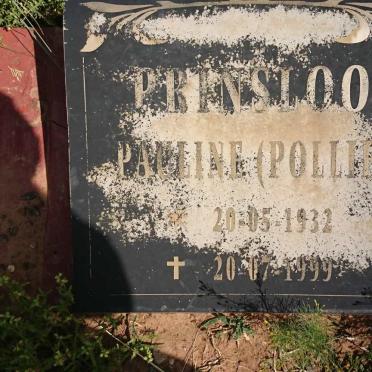 PRINSLOO
PAULINE (POLLIE
20-05-1932
20-07-1999